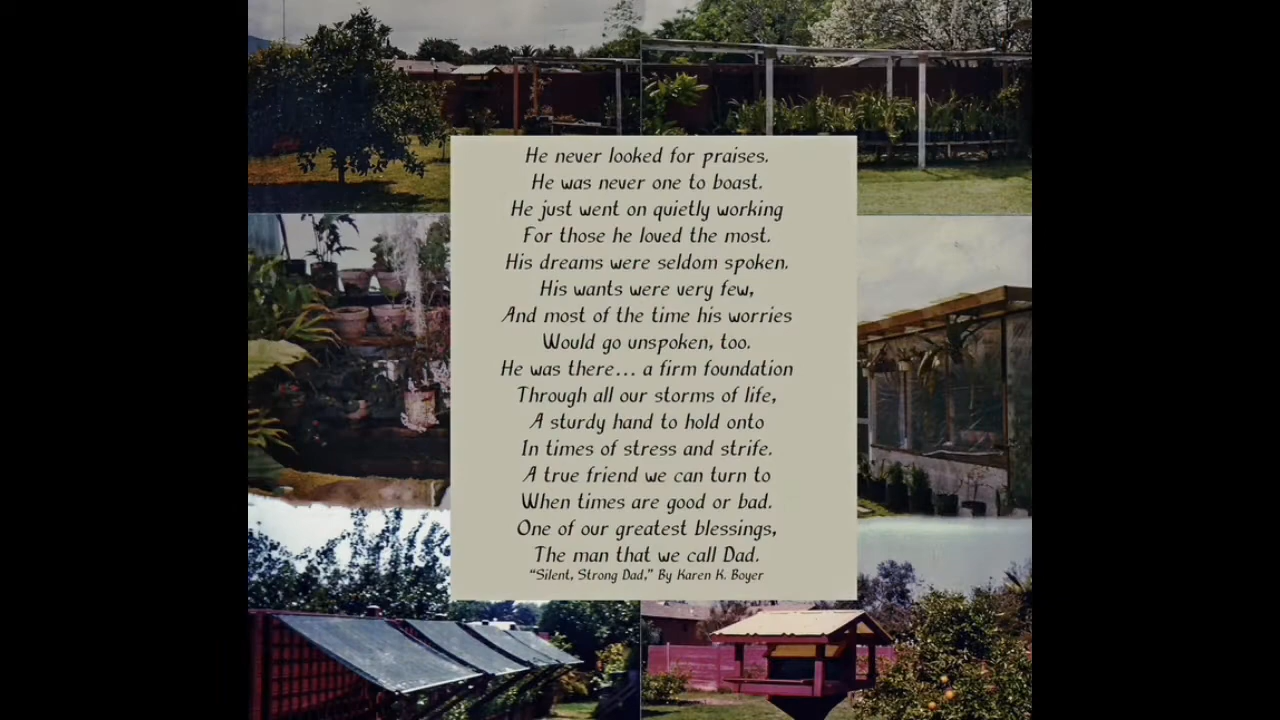 He never looked for praises.
He was never one to boast.
He just went on quietly working
For those he loved the most.
His dreams were seldom spoken.
His wants were very few,
And most of the time his worries
Would go unspoken, too.
He was there... a firm foundation
Through all our storms of life,
A sturdy hand to hold onto
In times of stress and strife.
A true friend we can turn to
When times are good or bad.
One of our greatest blessings,
The man that we call Dad.
“Silent, Strong Dad,” By Karen K. Boyer